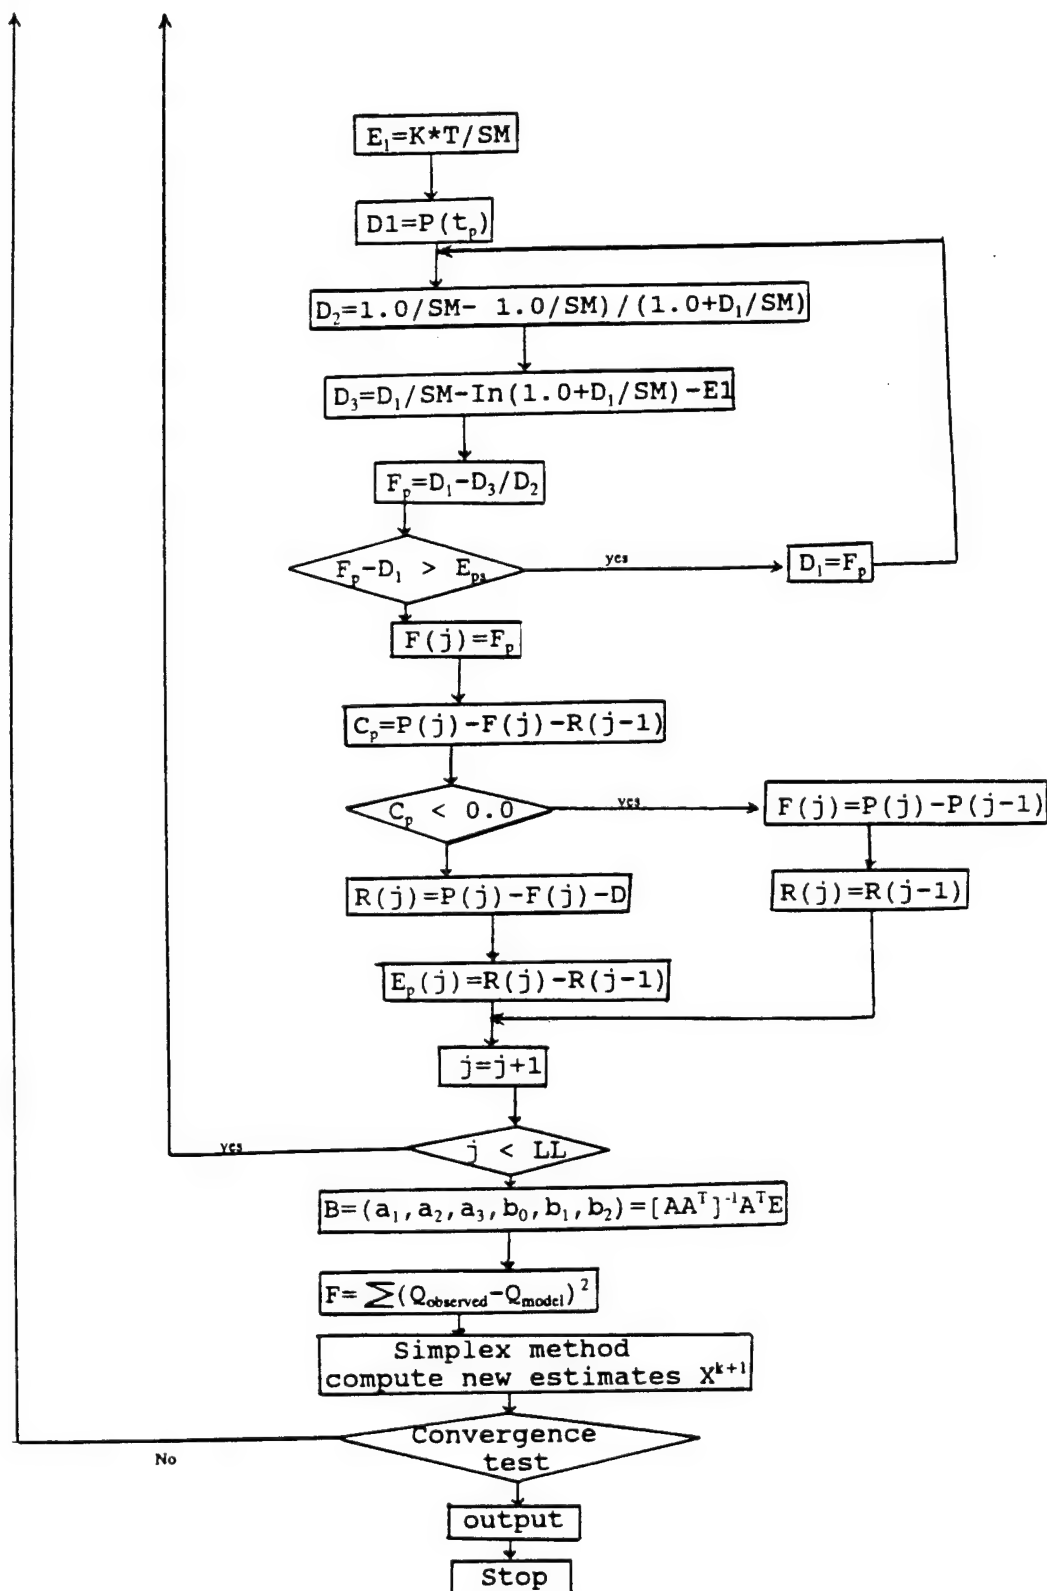 E₁=K*T/SM
D1=P(tₚ)
D₂=1.0/SM- 1.0/SM)/(1.0+D₁/SM)
D₃=D₁/SM-In(1.0+D₁/SM)-E1
Fₚ=D₁-D₃/D₂
Fₚ-D₁ > Eₚₛ
yes
D₁=Fₚ
F(j)=Fₚ
Cₚ=P(j)-F(j)-R(j-1)
Cₚ < 0.0
yes
F(j)=P(j)-P(j-1)
R(j)=P(j)-F(j)-D
R(j)=R(j-1)
Eₚ(j)=R(j)-R(j-1)
j=j+1
yes
j < LL
B=(a₁,a₂,a₃,b₀,b₁,b₂)=[AAᵀ]⁻¹AᵀE
F= ∑(Q_observed-Q_model)²
Simplex method
compute new estimates Xᵏ⁺¹
Convergence
test
No
output
Stop